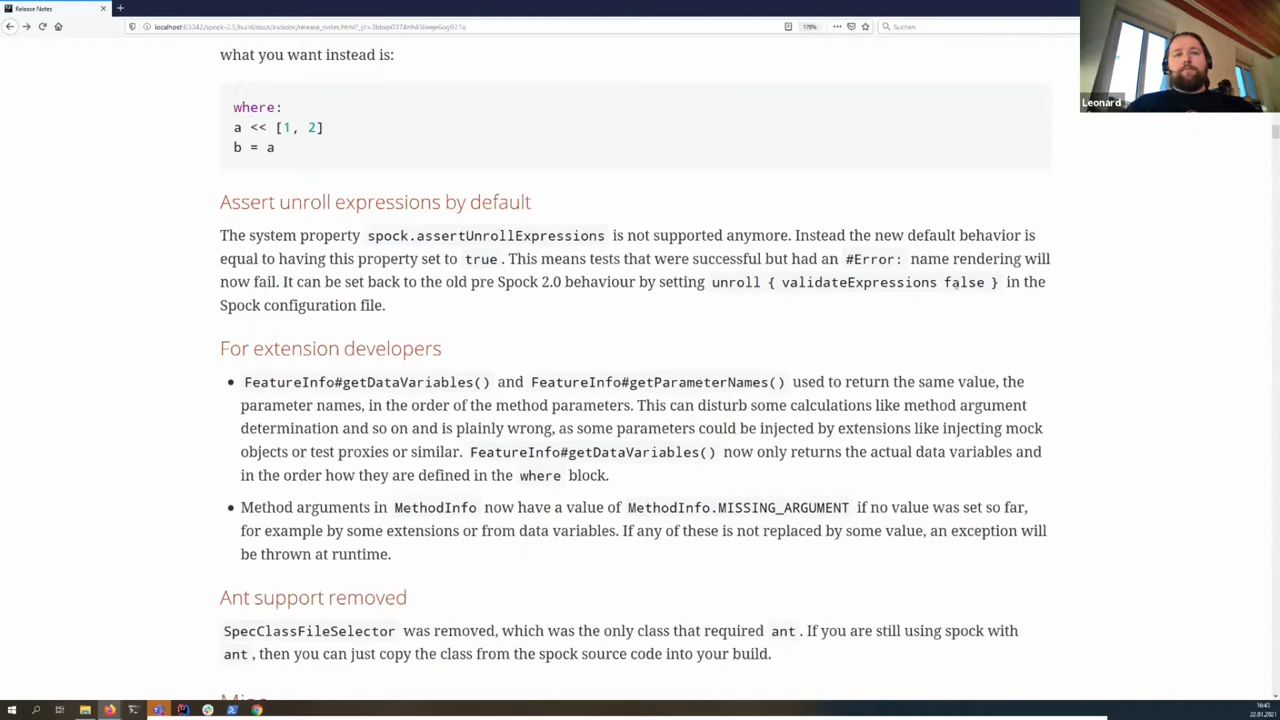 Release Notes
Suchen
170%
what you want instead is:
where:
a << [1, 2]
b = a
Assert unroll expressions by default
The system property spock.assertUnrollExpressions is not supported anymore. Instead the new default behavior is
equal to having this property set to true. This means tests that were successful but had an #Error: name rendering will
now fail. It can be set back to the old pre Spock 2.0 behaviour by setting unroll { validateExpressions false } in the
Spock configuration file.
For extension developers
FeatureInfo#getDataVariables() and FeatureInfo#getParameterNames() used to return the same value, the
parameter names, in the order of the method parameters. This can disturb some calculations like method argument
determination and so on and is plainly wrong, as some parameters could be injected by extensions like injecting mock
objects or test proxies or similar. FeatureInfo#getDataVariables() now only returns the actual data variables and
in the order how they are defined in the where block.
Method arguments in MethodInfo now have a value of MethodInfo.MISSING_ARGUMENT if no value was set so far,
for example by some extensions or from data variables. If any of these is not replaced by some value, an exception will
be thrown at runtime.
Ant support removed
SpecClassFileSelector was removed, which was the only class that required ant. If you are still using spock with
ant, then you can just copy the class from the spock source code into your build.
Misc
Leonard
16:43
22.01.2021